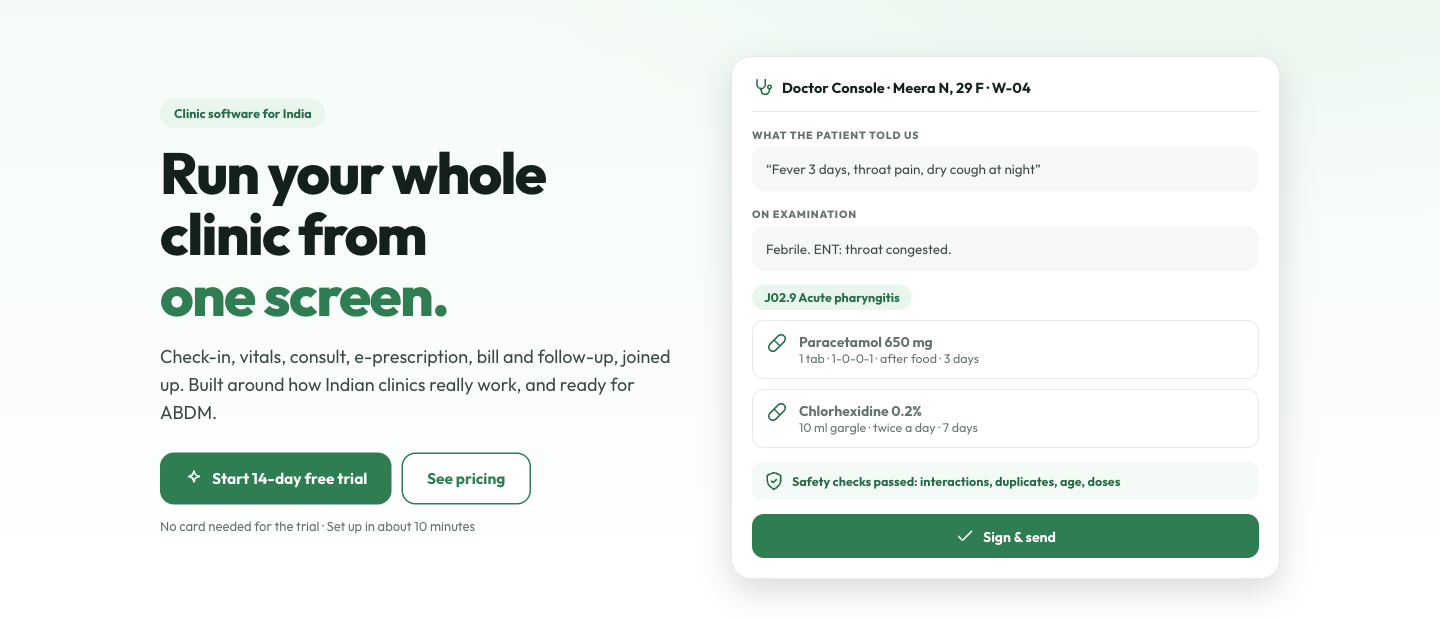 Clinic software for India
Run your whole
clinic from
one screen.
Check-in, vitals, consult, e-prescription, bill and follow-up, joined
up. Built around how Indian clinics really work, and ready for
ABDM.
Start 14-day free trial
See pricing
No card needed for the trial · Set up in about 10 minutes
Doctor Console · Meera N, 29 F · W-04
WHAT THE PATIENT TOLD US
“Fever 3 days, throat pain, dry cough at night”
ON EXAMINATION
Febrile. ENT: throat congested.
J02.9 Acute pharyngitis
Paracetamol 650 mg
1 tab · 1-0-0-1 · after food · 3 days
Chlorhexidine 0.2%
10 ml gargle · twice a day · 7 days
Safety checks passed: interactions, duplicates, age, doses
Sign & send